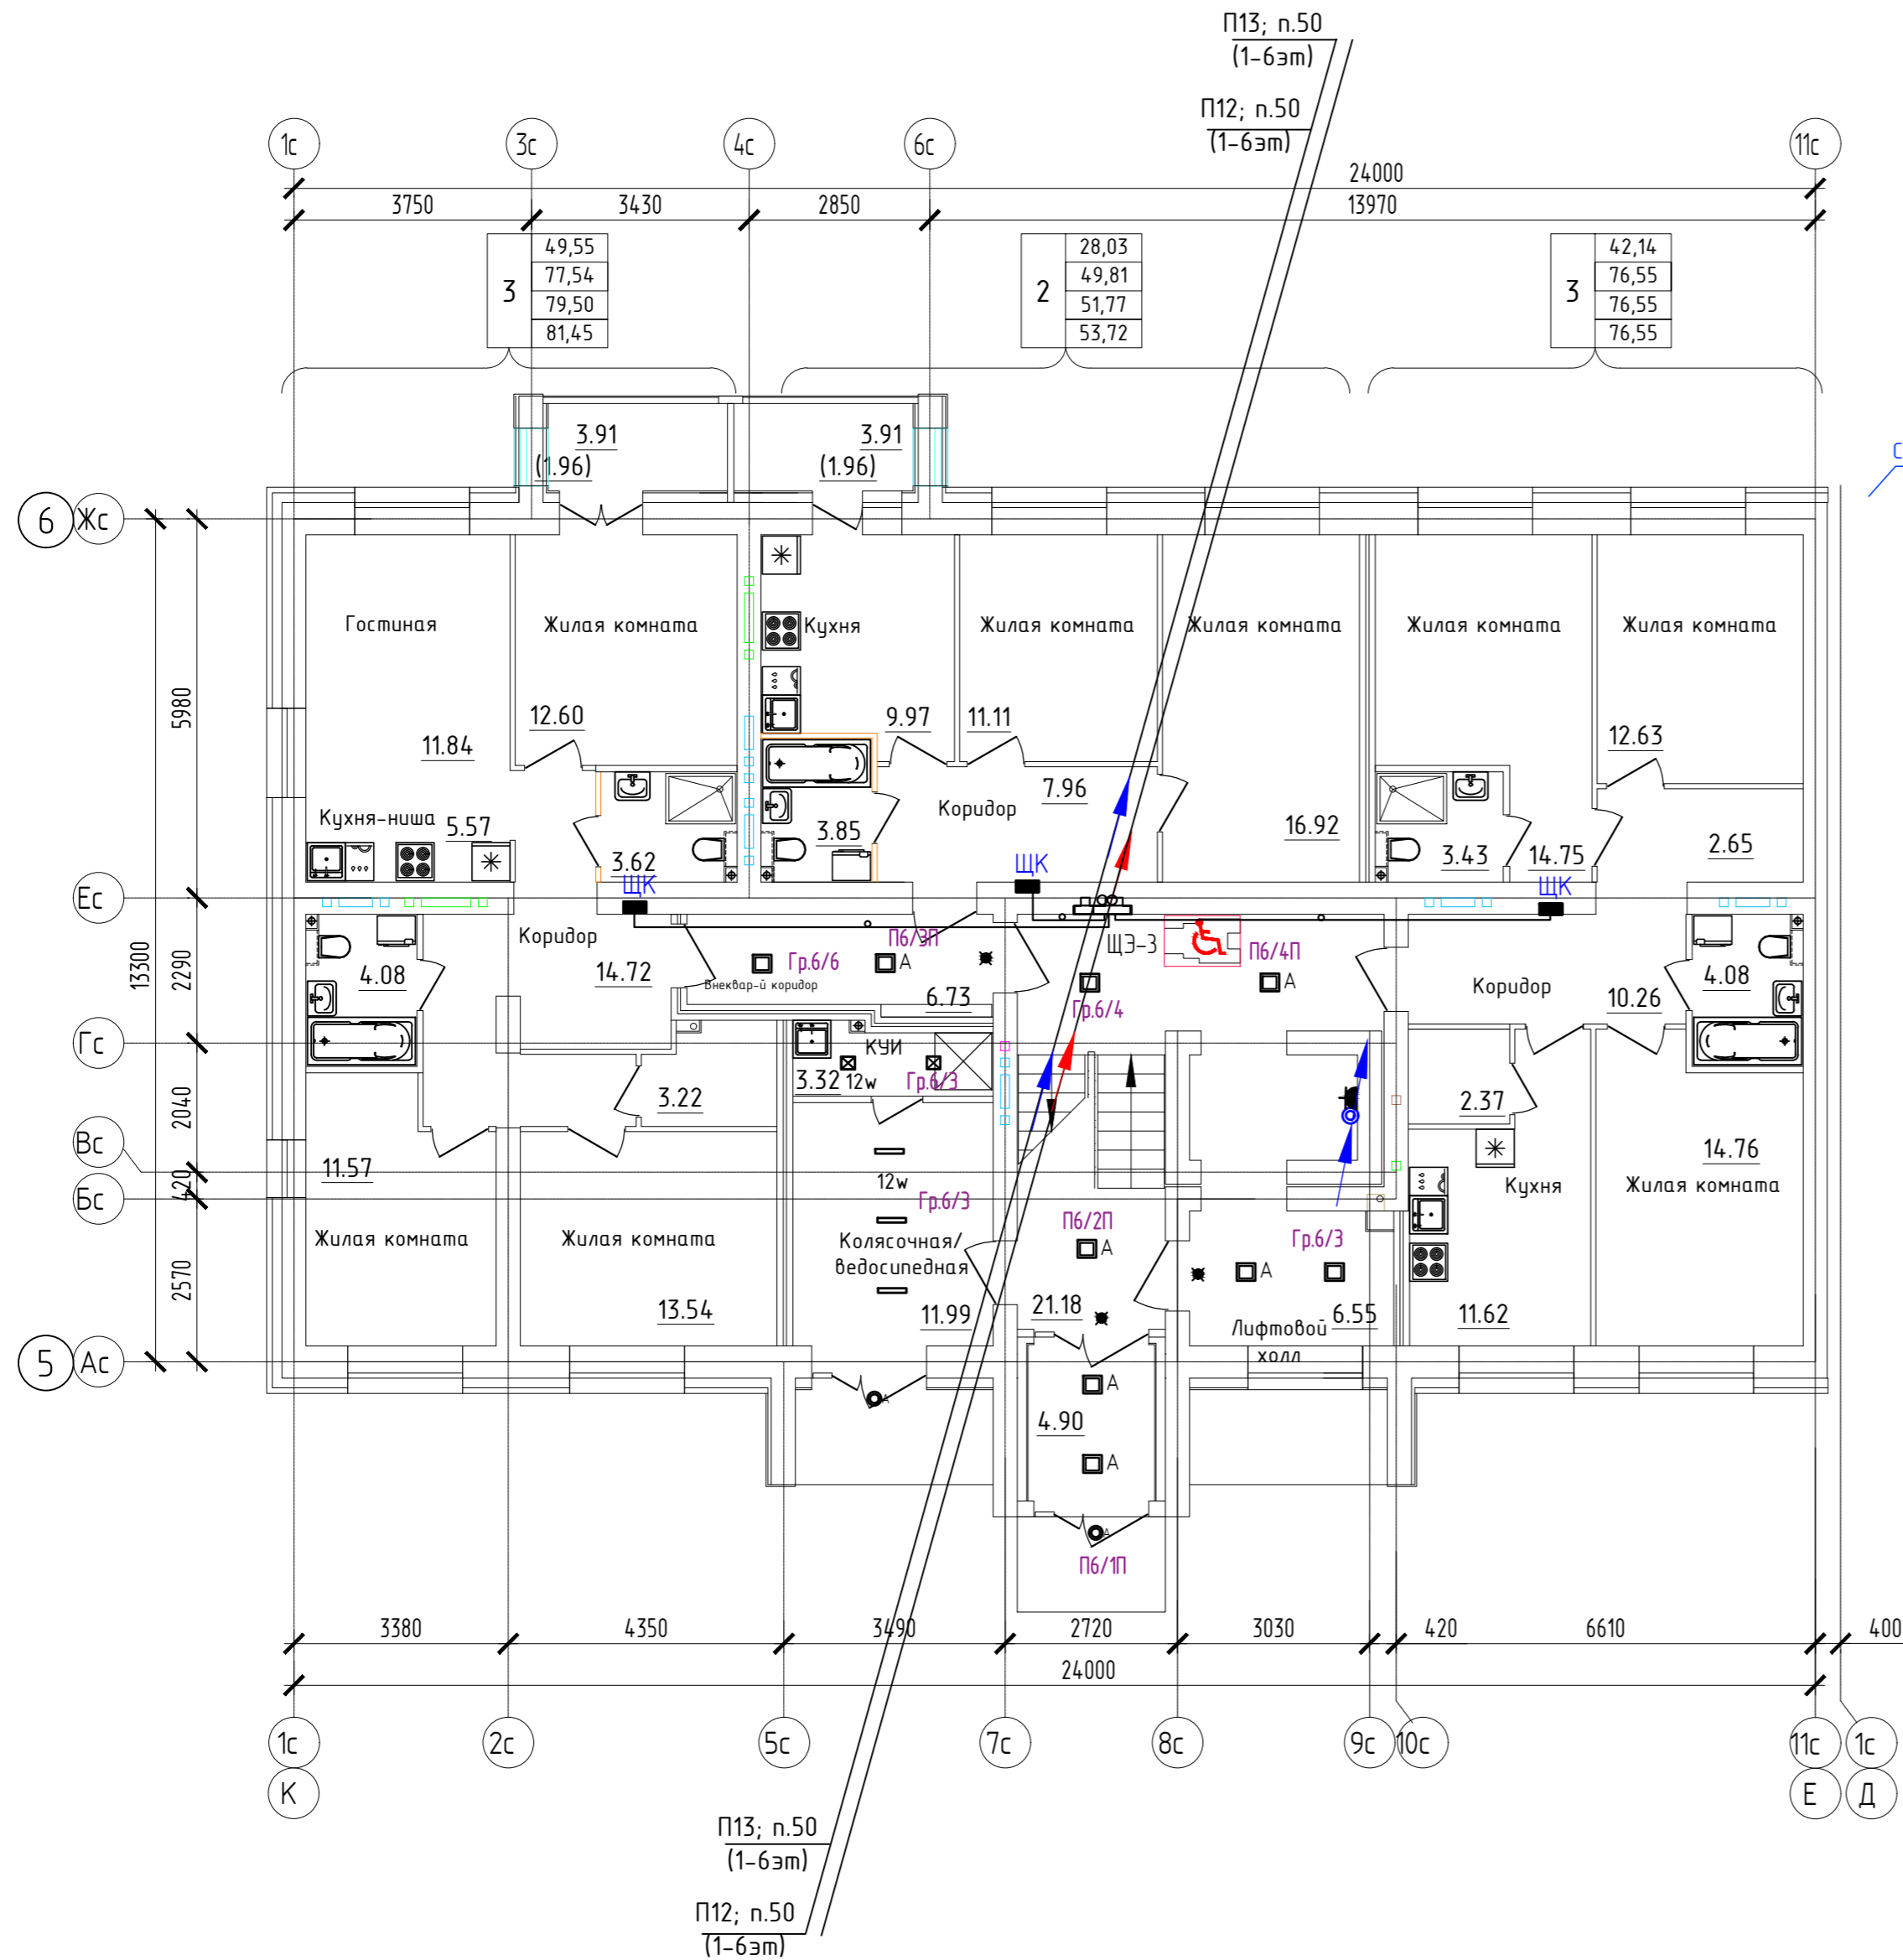 П13; п.50
(1-6эт)
П12; п.50
(1-6эт)
1с
3с
4с
6с
11с
24000
3750
3430
2850
13970
3
49,55
77,54
79,50
81,45
2
28,03
49,81
51,77
53,72
3
42,14
76,55
76,55
76,55
3.91
(1.96)
3.91
(1.96)
6
Жс
Гостиная
Жилая комната
Кухня
Жилая комната
Жилая комната
Жилая комната
Жилая комната
5980
12.60
9.97
11.11
12.63
11.84
7.96
Коридор
Кухня-ниша
5.57
3.85
16.92
3.62
3.43
14.75
2.65
ЩК
ЩК
ЩК
Ес
13300
2290
Коридор
П6/3П
ЩЭ-3
П6/4П
4.08
14.72
Гр.6/6
А
А
Внеквар-й коридор
6.73
Гр.6/4
Коридор
10.26
4.08
Гс
КУИ
3.32
12w
Гр.6/3
2040
3.22
2.37
Вс
11.57
420
12w
14.76
Бс
Гр.6/3
Кухня
Жилая комната
П6/2П
Жилая комната
Жилая комната
Колясочная/
ведосипедная
А
Гр.6/3
А
2570
13.54
11.99
21.18
Лифтовой
холл
6.55
11.62
5
Ас
А
А
4.90
А
А
П6/1П
3380
4350
3490
2720
3030
420
6610
400
24000
1с
2с
5с
7с
8с
9с
10с
11с
1с
К
Е
Д
П13; п.50
(1-6эт)
П12; п.50
(1-6эт)